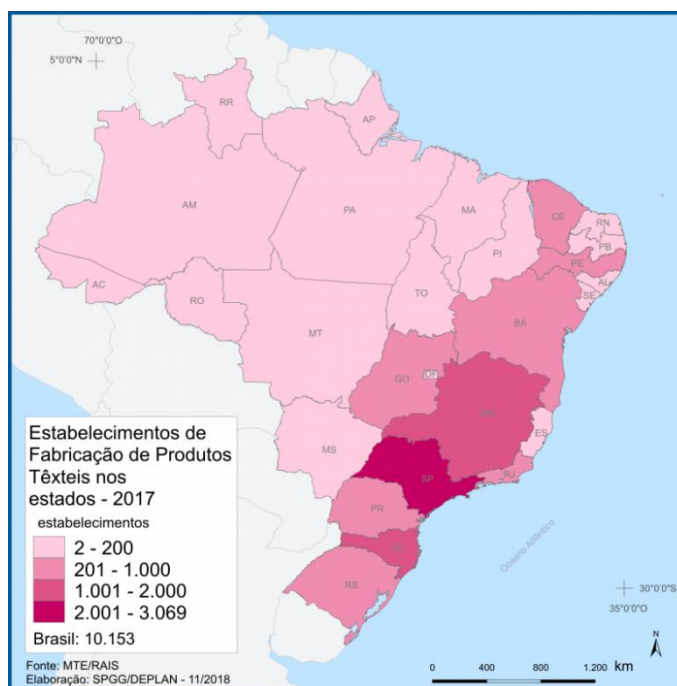 70°0'0"O
5°0'0"N
RR
AP
AM
PA
MA
CE
RN
PB
PI
PE
AL
SE
AC
RO
TO
BA
MT
GO
DF
MG
ES
MS
SP
RJ
PR
SC
RS
Oceano Atlântico
30°0'0"S
35°0'0"O
Estabelecimentos de
Fabricação de Produtos
Têxteis nos
estados - 2017
estabelecimentos
2 - 200
201 - 1.000
1.001 - 2.000
2.001 - 3.069
Brasil: 10.153
Fonte: MTE/RAIS
Elaboração: SPGG/DEPLAN - 11/2018
N
0 400 800 1.200 km